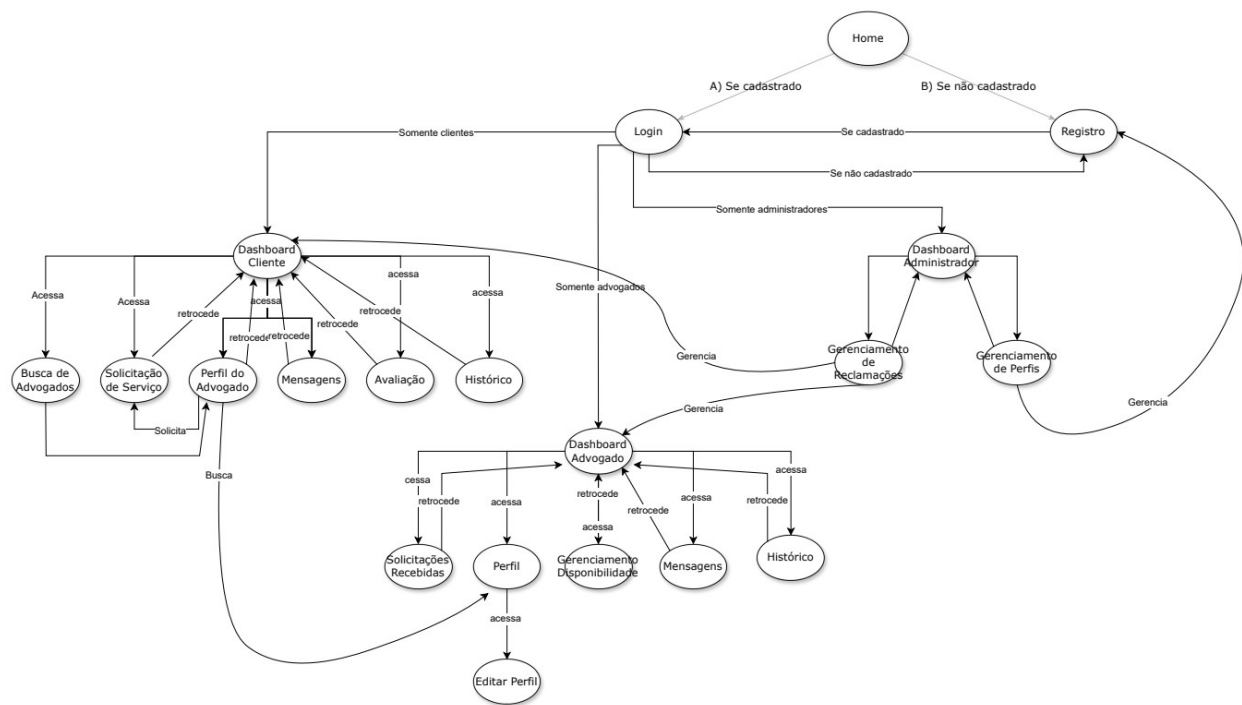 Home
A) Se cadastrado
B) Se não cadastrado
Login
Registro
Somente clientes
Se cadastrado
Se não cadastrado
Somente administradores
Dashboard
Cliente
Dashboard
Administrador
Somente advogados
Acessa
Acessa
acessa
acessa
acessa
retrocede
retrocede
retrocede
retrocede
retrocede
Gerencia
Gerenciamento
de
Reclamações
Gerenciamento
de Perfis
Busca de
Advogados
Solicitação
de Serviço
Perfil do
Advogado
Mensagens
Avaliação
Histórico
Gerencia
Gerencia
Solicita
Busca
Dashboard
Advogado
cessa
retrocede
acessa
retrocede
acessa
acessa
retrocede
acessa
retrocede
Solicitações
Recebidas
Perfil
Gerenciamento
Disponibilidade
Mensagens
Histórico
acessa
Editar Perfil